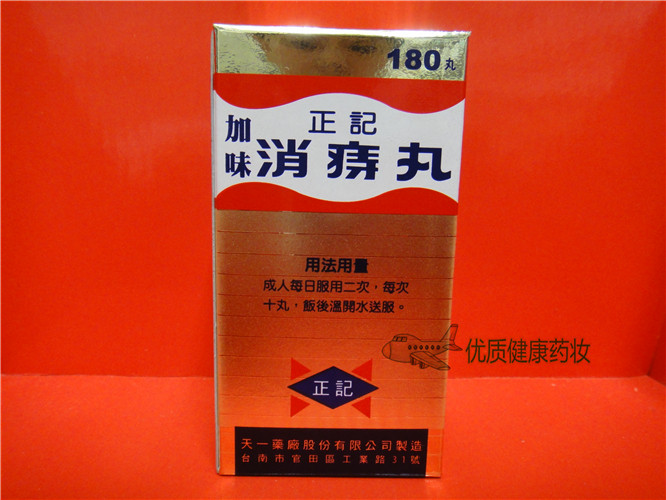 180丸
正記
加味
消痔丸
用法用量
成人每日服用二次，每次
十丸，飯後溫開水送服。
优质健康药妆
正記
天一藥廠股份有限公司製造
台南市官田區工業路31號